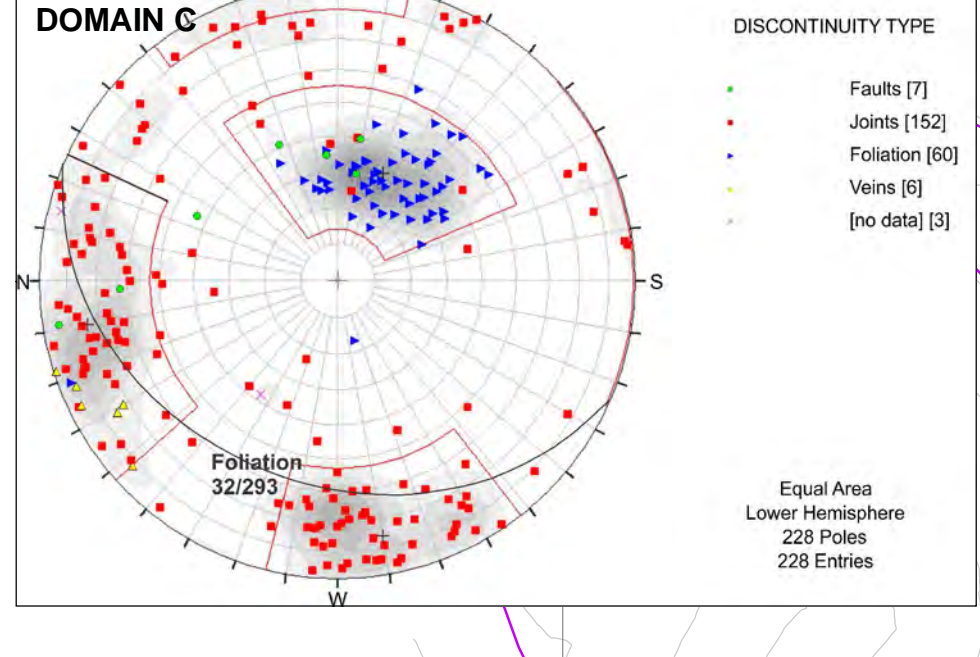 DOMAIN C
DISCONTINUITY TYPE
Faults [7]
Joints [152]
Foliation [60]
Veins [6]
[no data] [3]
N
S
Foliation
32/293
W
Equal Area
Lower Hemisphere
228 Poles
228 Entries